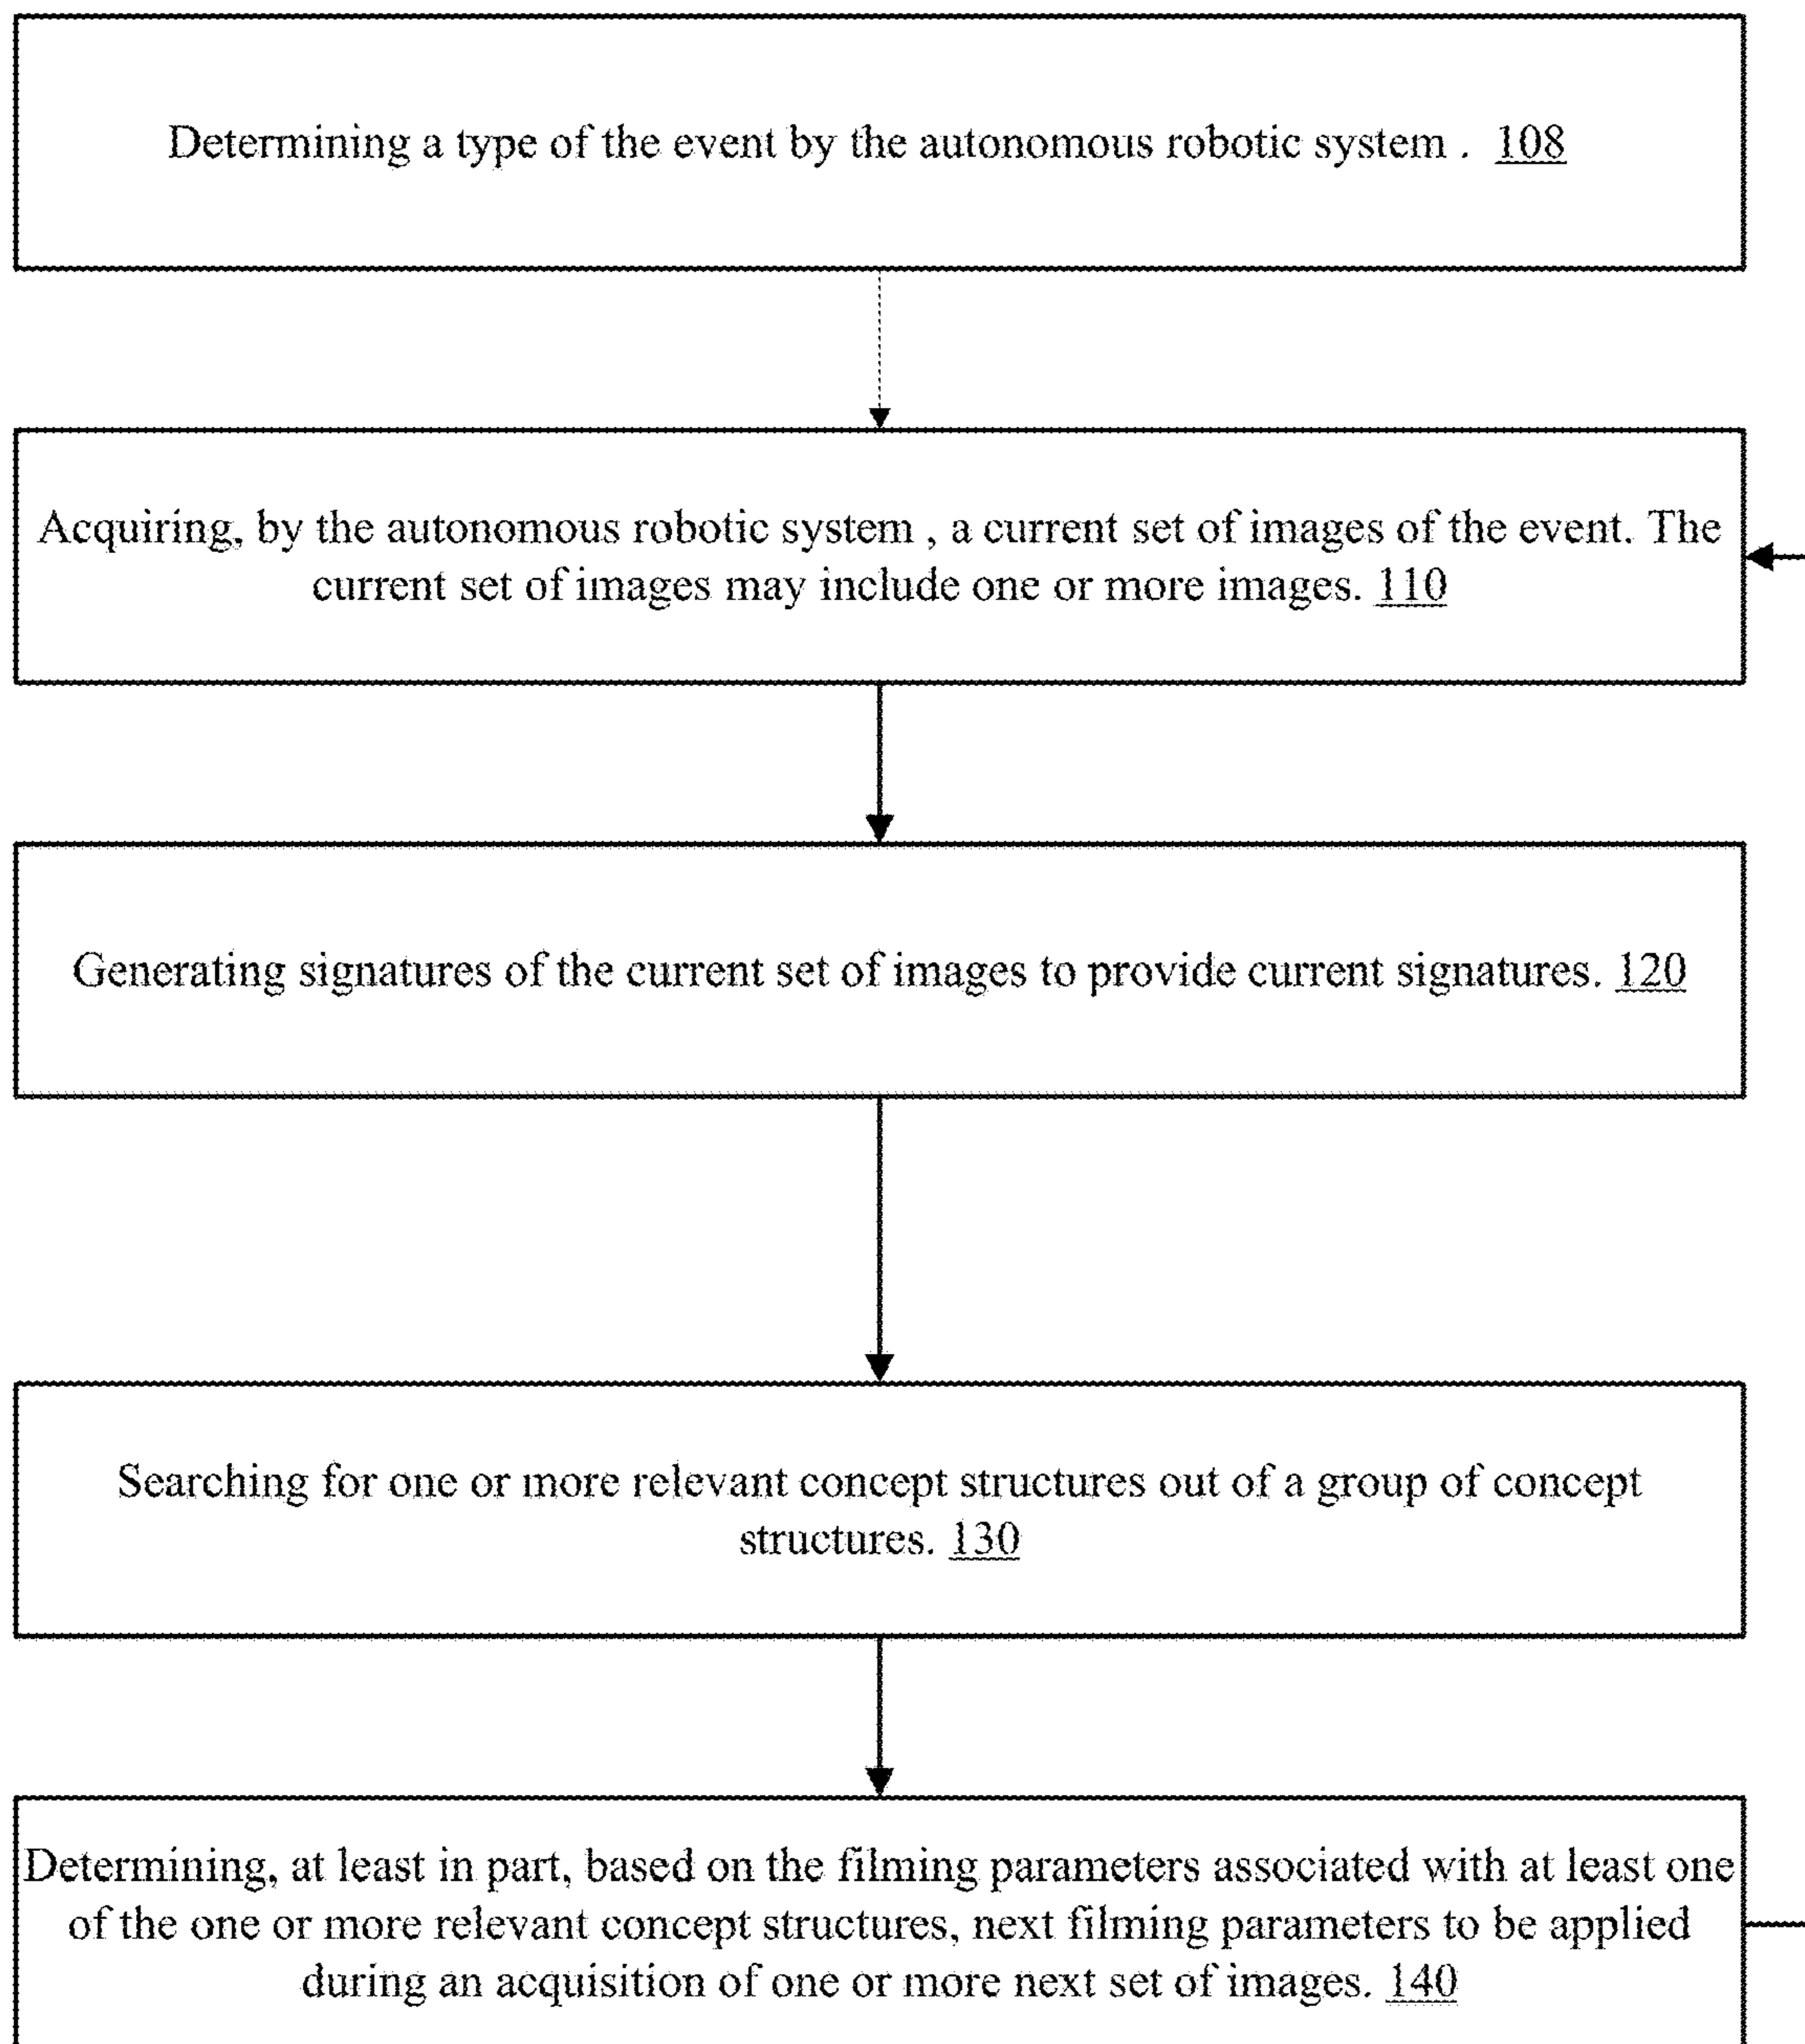 Determining a type of the event by the autonomous robotic system . 108
Acquiring, by the autonomous robotic system , a current set of images of the event. The
current set of images may include one or more images. 110
Generating signatures of the current set of images to provide current signatures. 120
Searching for one or more relevant concept structures out of a group of concept
structures. 130
Determining, at least in part, based on the filming parameters associated with at least one
of the one or more relevant concept structures, next filming parameters to be applied
during an acquisition of one or more next set of images. 140